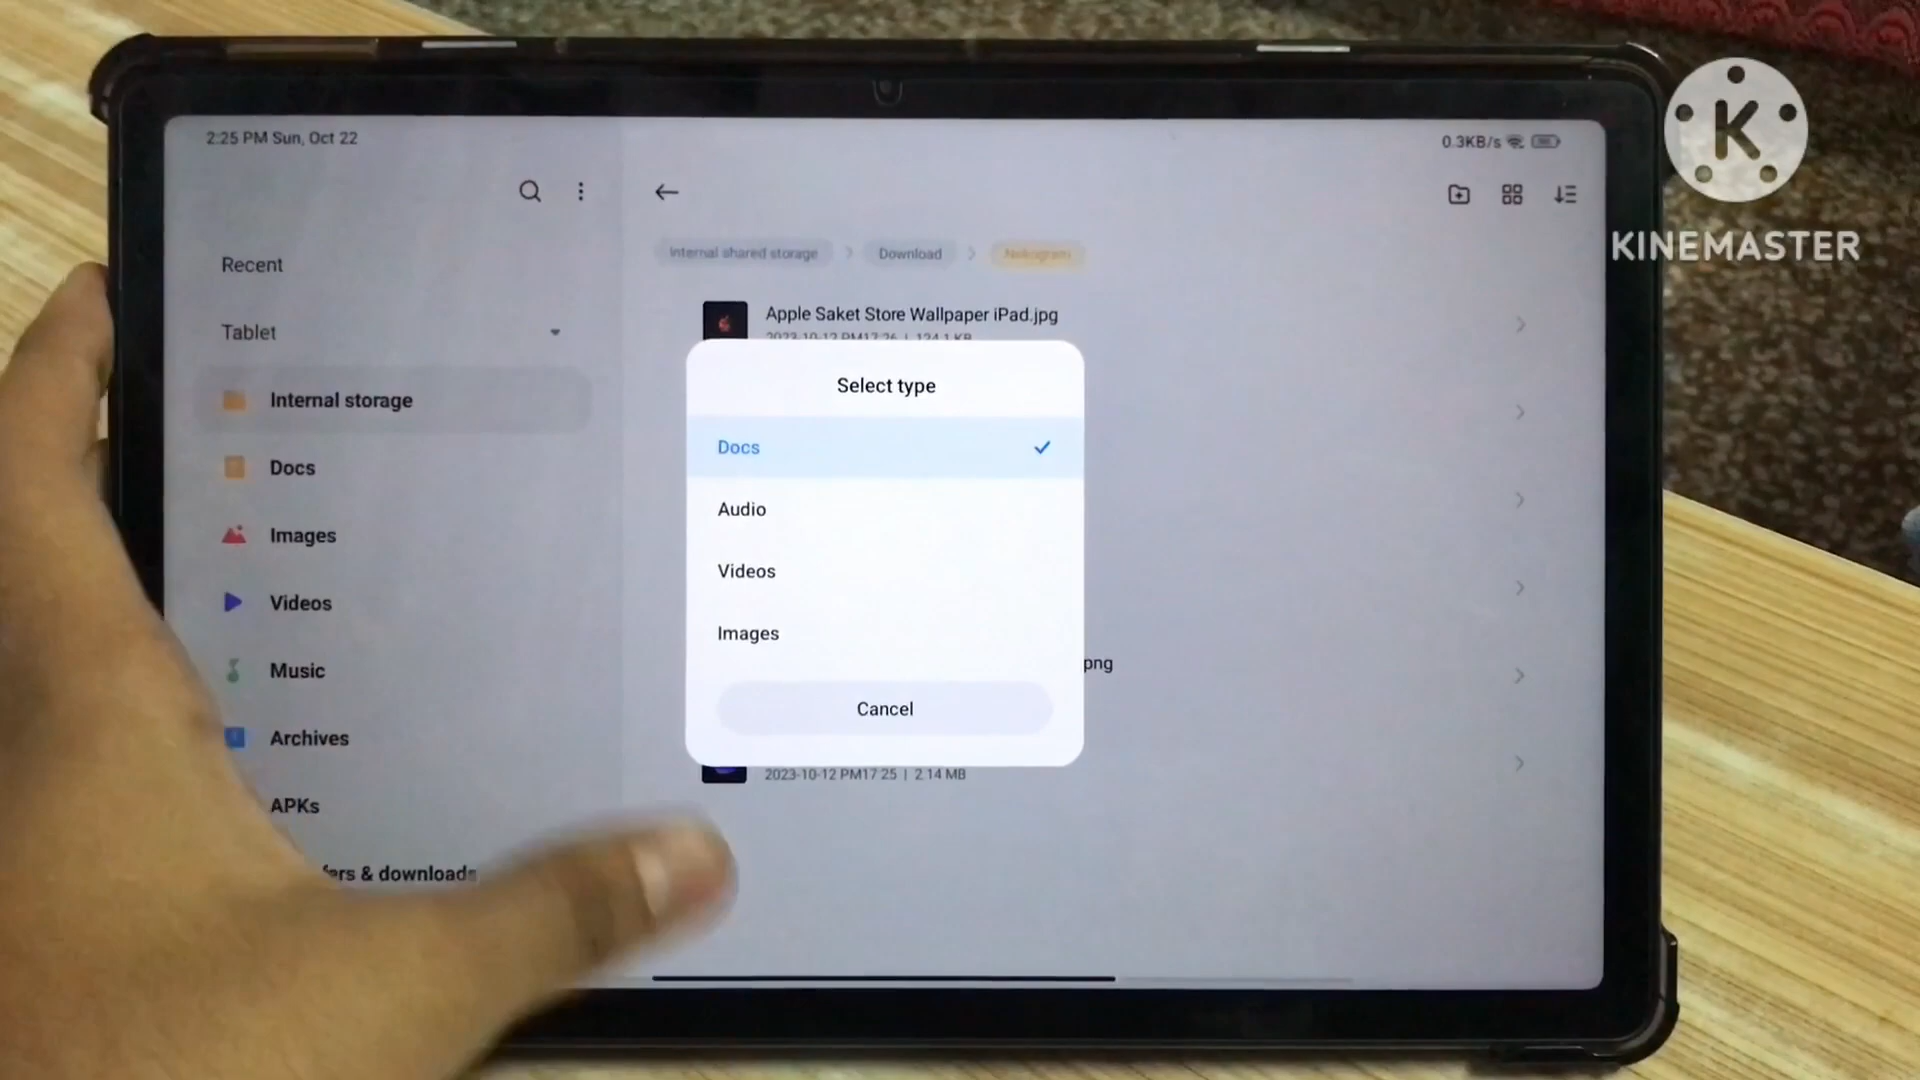 2:25 PM Sun, Oct 22
0.3KB/s
KINEMASTER
Internal shared storage
Download
Nekogram
Recent
Tablet
Internal storage
Docs
Images
Videos
Music
Archives
APKs
fers & downloads
Apple Saket Store Wallpaper iPad.jpg
2023-10-12 PM17:26 | 124.1 KB
Select type
Docs
Audio
Videos
Images
Cancel
png
2023-10-12 PM17:25 | 2.14 MB